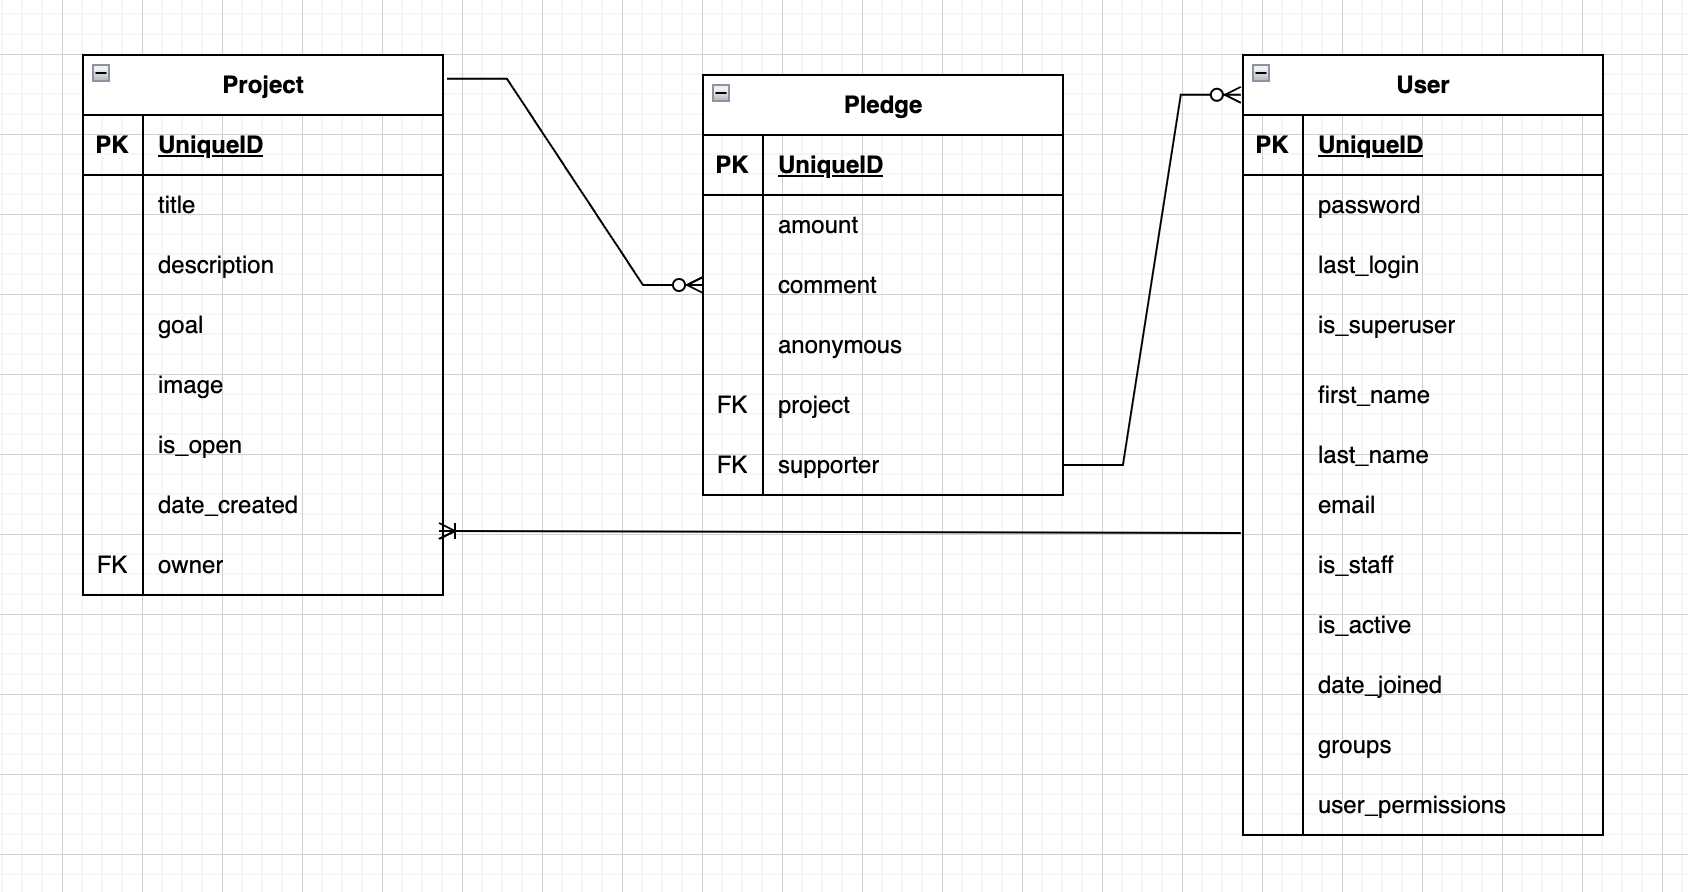 Project
PK UniqueID
title
description
goal
image
is_open
date_created
FK owner
Pledge
PK UniqueID
amount
comment
anonymous
FK project
FK supporter
User
PK UniqueID
password
last_login
is_superuser
first_name
last_name
email
is_staff
is_active
date_joined
groups
user_permissions